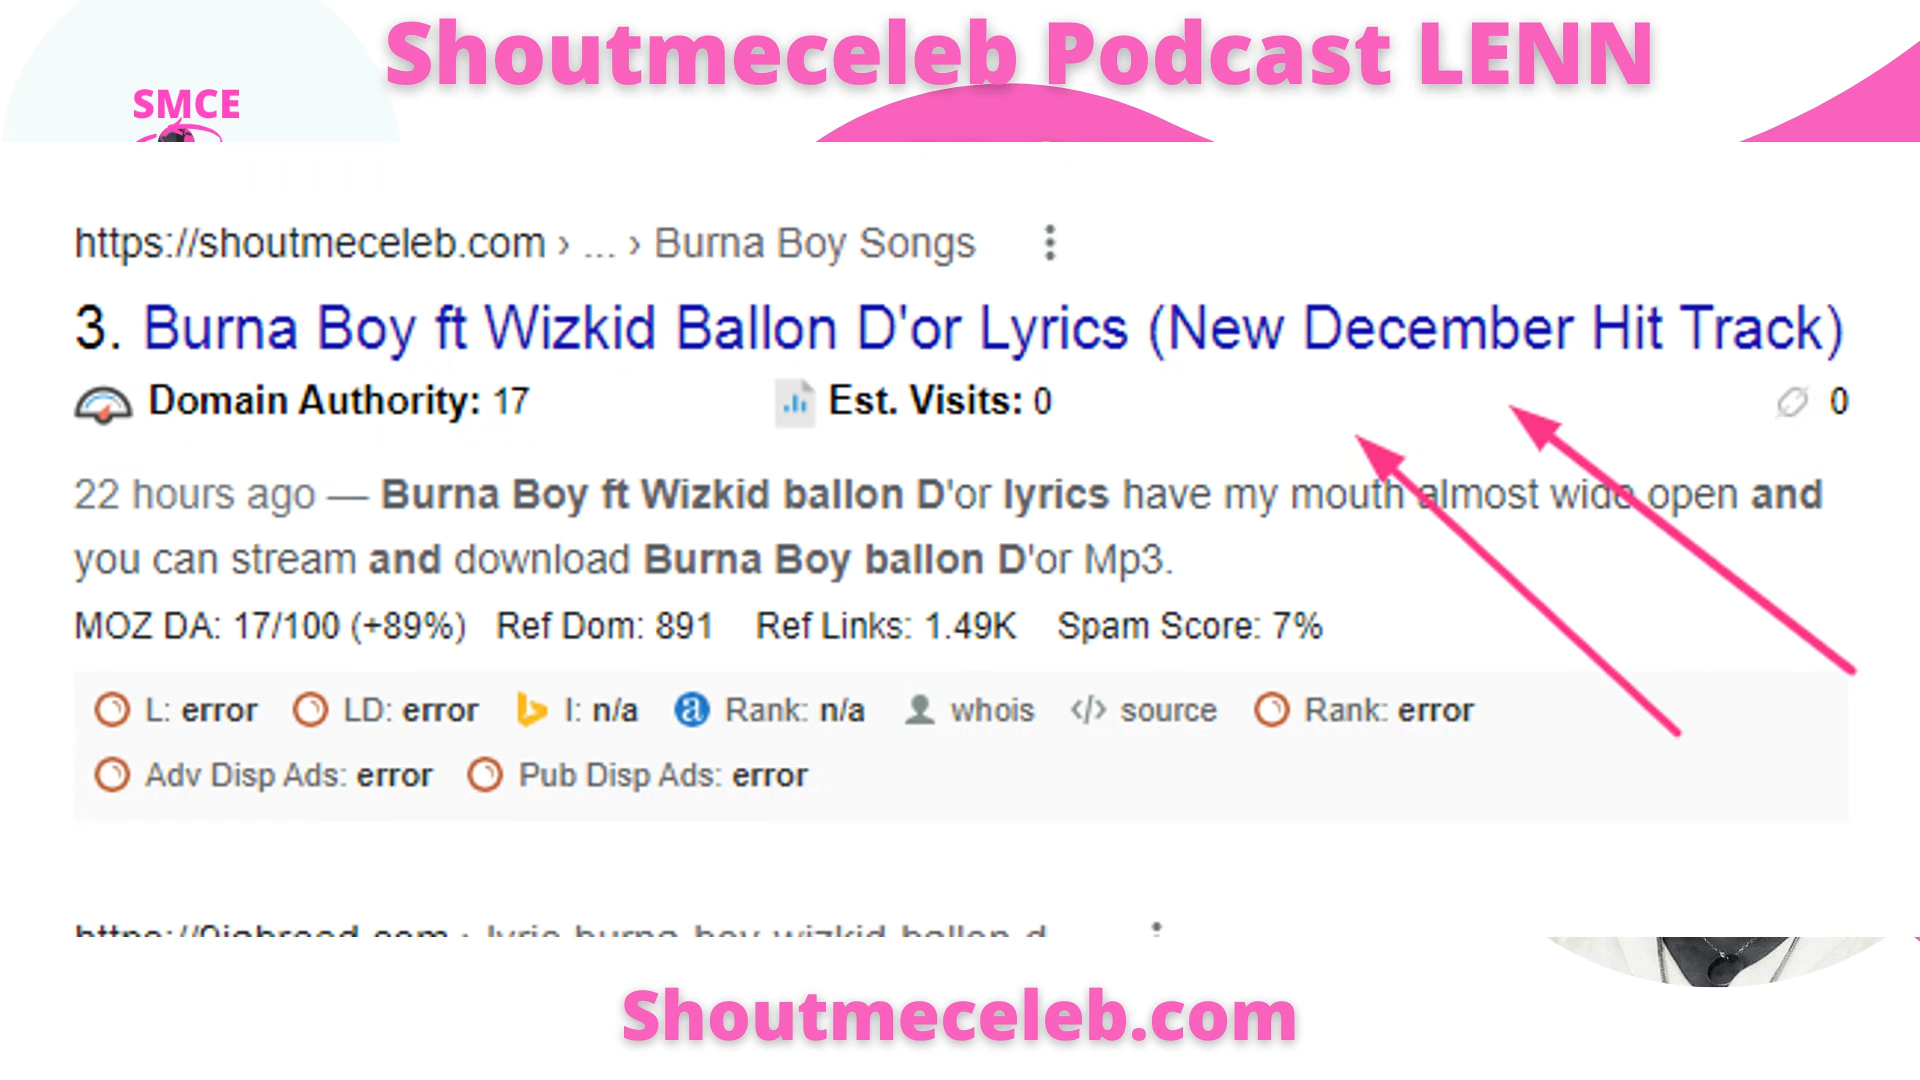 Shoutmeceleb Podcast LENN
SMCE
https://shoutmeceleb.com › ... › Burna Boy Songs
3. Burna Boy ft Wizkid Ballon D'or Lyrics (New December Hit Track)
Domain Authority: 17 Est. Visits: 0 0
22 hours ago — Burna Boy ft Wizkid ballon D'or lyrics have my mouth almost wide open and
you can stream and download Burna Boy ballon D'or Mp3.
MOZ DA: 17/100 (+89%) Ref Dom: 891 Ref Links: 1.49K Spam Score: 7%
L: error LD: error I: n/a Rank: n/a whois </> source Rank: error
Adv Disp Ads: error Pub Disp Ads: error
Shoutmeceleb.com